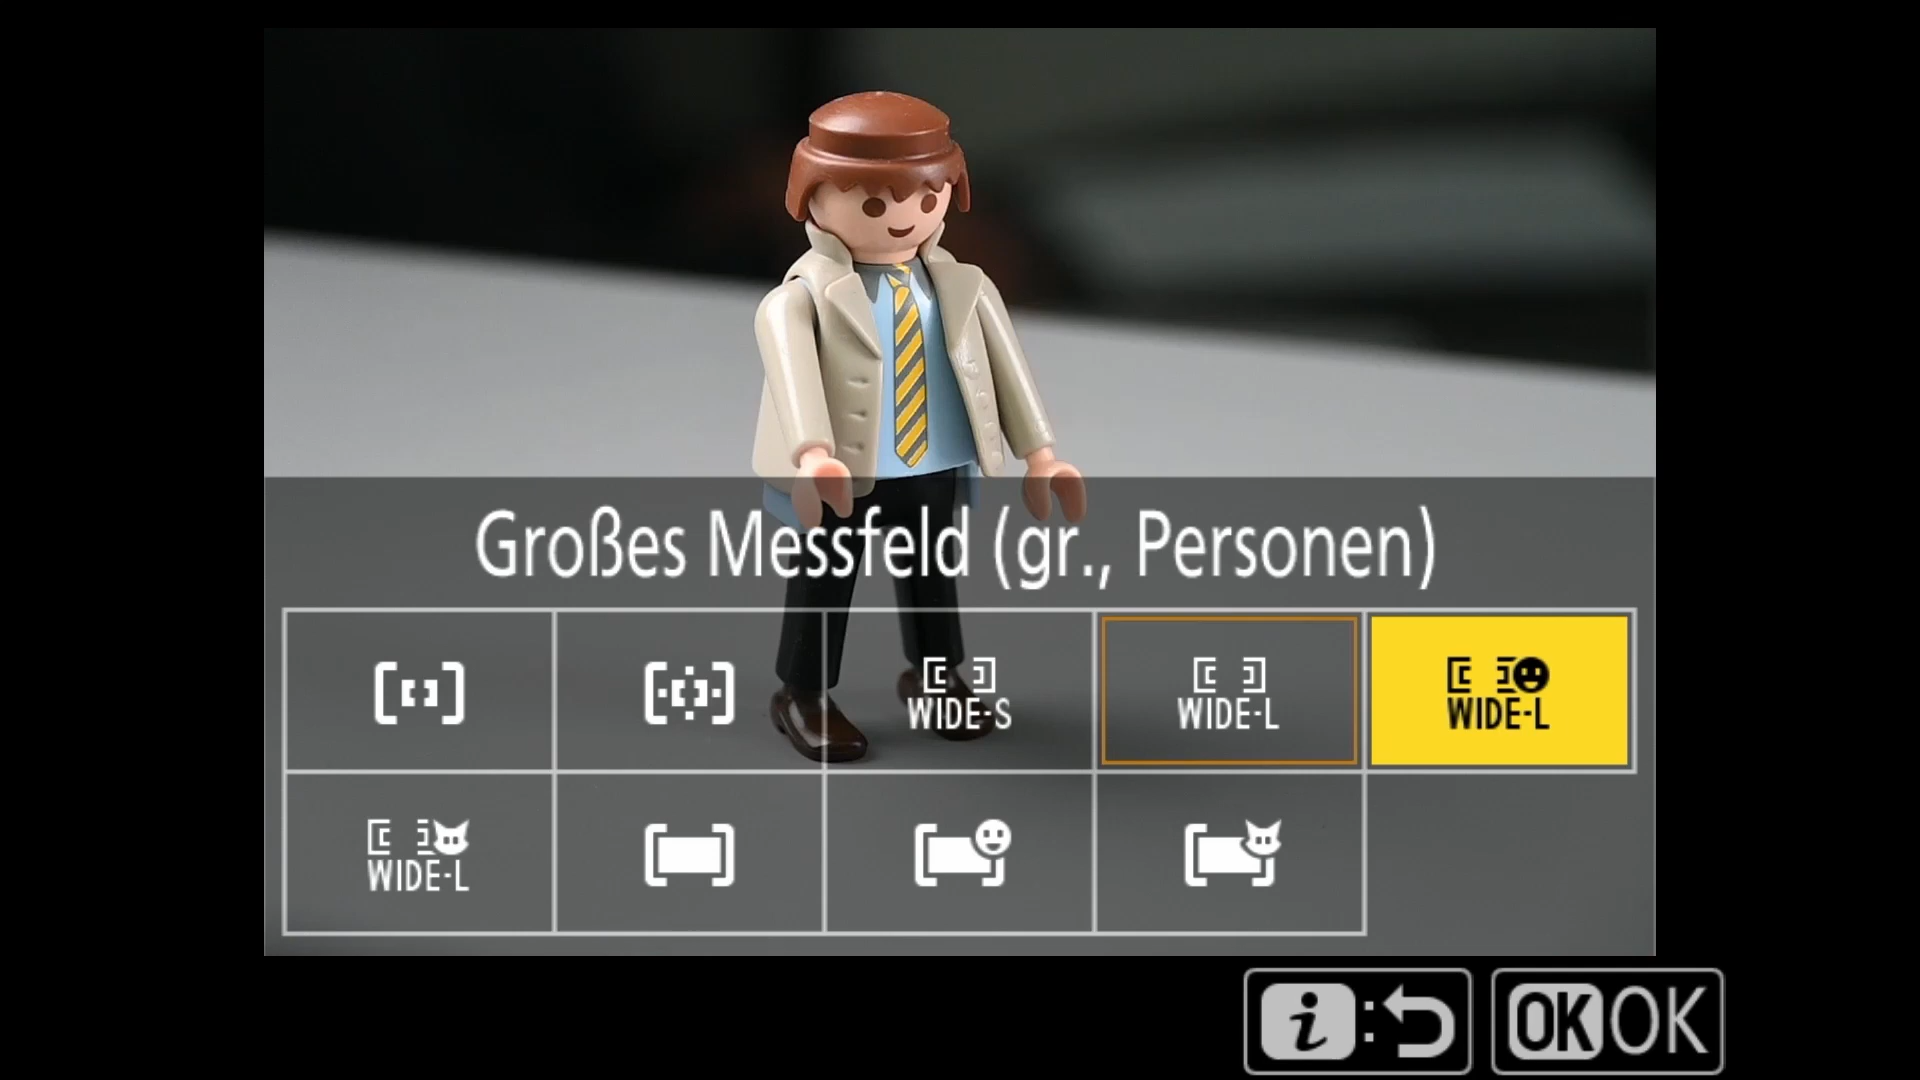 Großes Messfeld (gr., Personen)
WIDE-S
WIDE-L
WIDE-L
WIDE-L
i:
OK OK